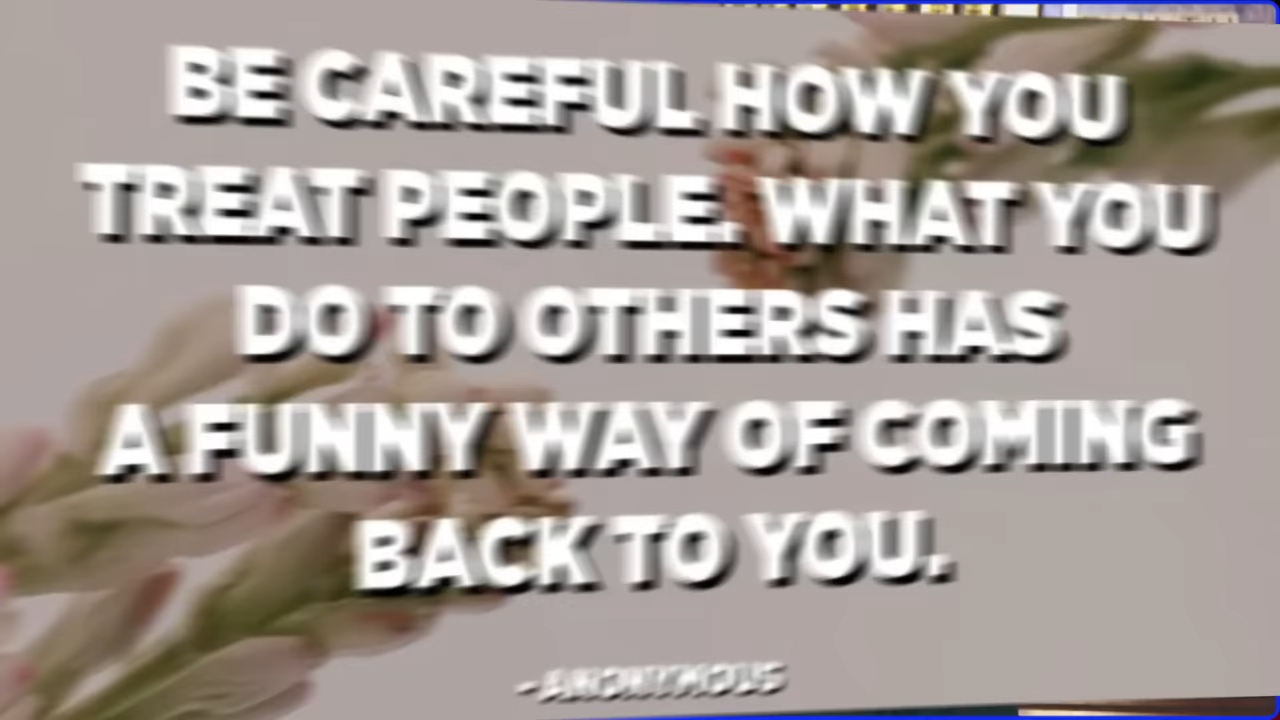 BE CAREFUL HOW YOU
TREAT PEOPLE. WHAT YOU
DO TO OTHERS HAS
A FUNNY WAY OF COMING
BACK TO YOU.
-ANONYMOUS